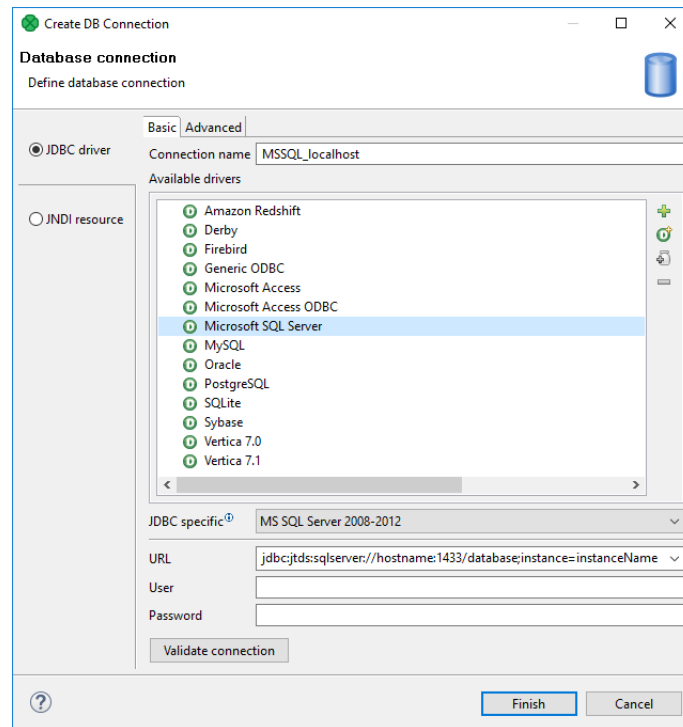 Create DB Connection
Database connection
Define database connection
JDBC driver
JNDI resource
Basic Advanced
Connection name MSSQL_localhost
Available drivers
Amazon Redshift
Derby
Firebird
Generic ODBC
Microsoft Access
Microsoft Access ODBC
Microsoft SQL Server
MySQL
Oracle
PostgreSQL
SQLite
Sybase
Vertica 7.0
Vertica 7.1
JDBC specific MS SQL Server 2008-2012
URL jdbc:jtds:sqlserver://hostname:1433/database;instance=instanceName
User
Password
Validate connection
Finish Cancel